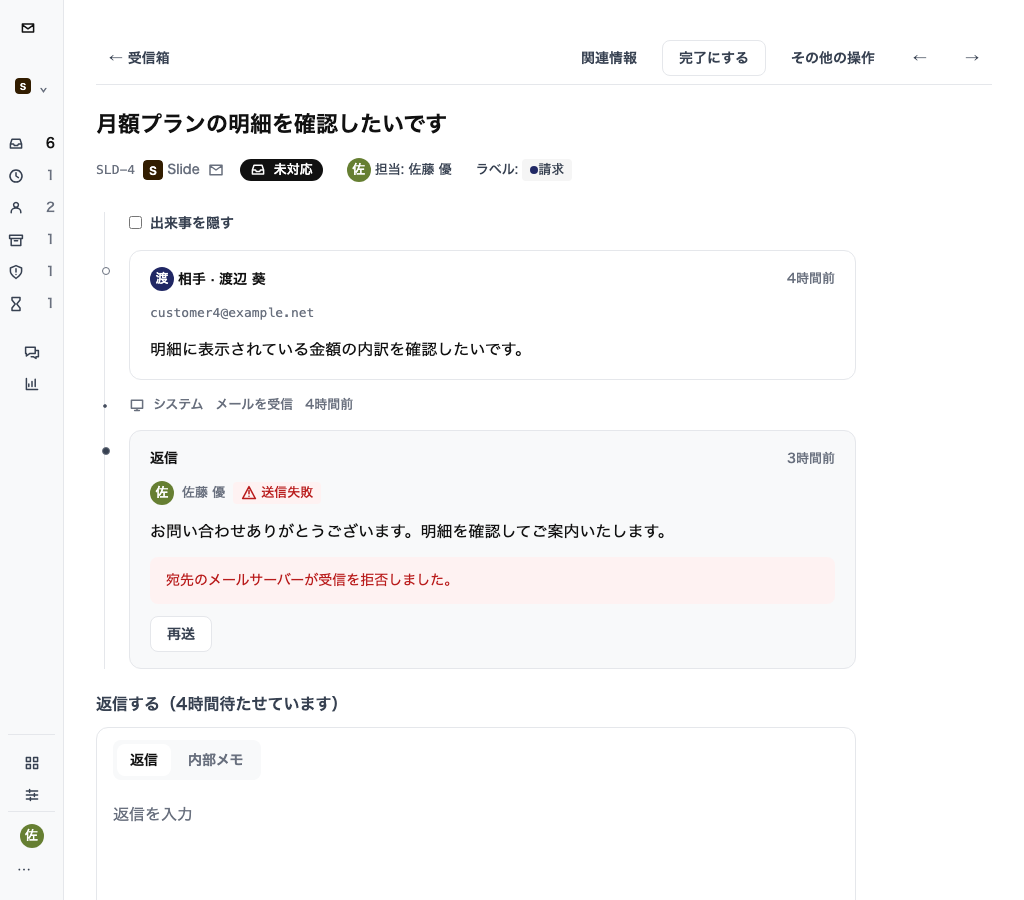 S
6
1
2
1
1
1
佐
…
← 受信箱
関連情報 完了にする その他の操作 ← →
月額プランの明細を確認したいです
SLD-4 S Slide 未対応 佐 担当: 佐藤 優 ラベル: 請求
出来事を隠す
渡 相手 · 渡辺 葵 4時間前
customer4@example.net
明細に表示されている金額の内訳を確認したいです。
システム メールを受信 4時間前
返信 3時間前
佐 佐藤 優 送信失敗
お問い合わせありがとうございます。明細を確認してご案内いたします。
宛先のメールサーバーが受信を拒否しました。
再送
返信する（4時間待たせています）
返信 内部メモ
返信を入力